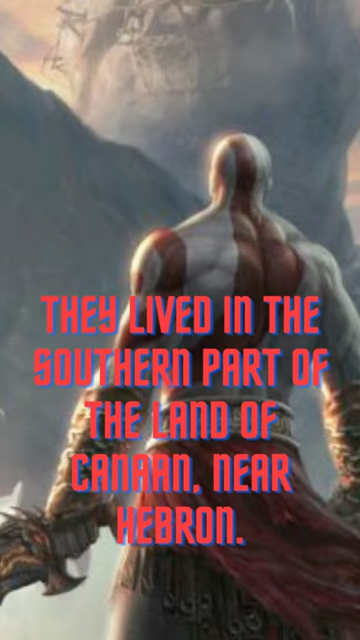 THEY LIVED IN THE
SOUTHERN PART OF
THE LAND OF
CANAAN, NEAR
HEBRON.